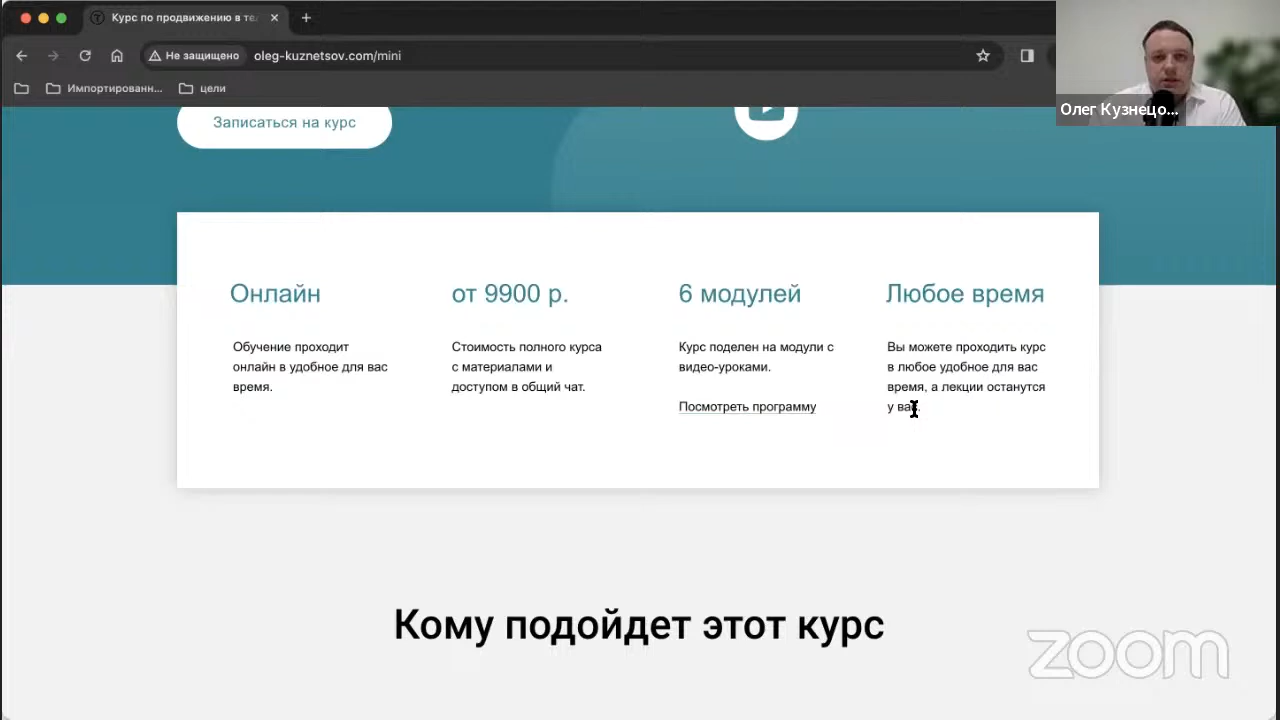 Курс по продвижению в те
Не защищено
oleg-kuznetsov.com/mini
Импортированн...
цели
Олег Кузнецо...
Записаться на курс
Онлайн
Обучение проходит
онлайн в удобное для вас
время.
от 9900 р.
Стоимость полного курса
с материалами и
доступом в общий чат.
6 модулей
Курс поделен на модули с
видео-уроками.
Посмотреть программу
Любое время
Вы можете проходить курс
в любое удобное для вас
время, а лекции останутся
у вас.
Кому подойдет этот курс
zoom